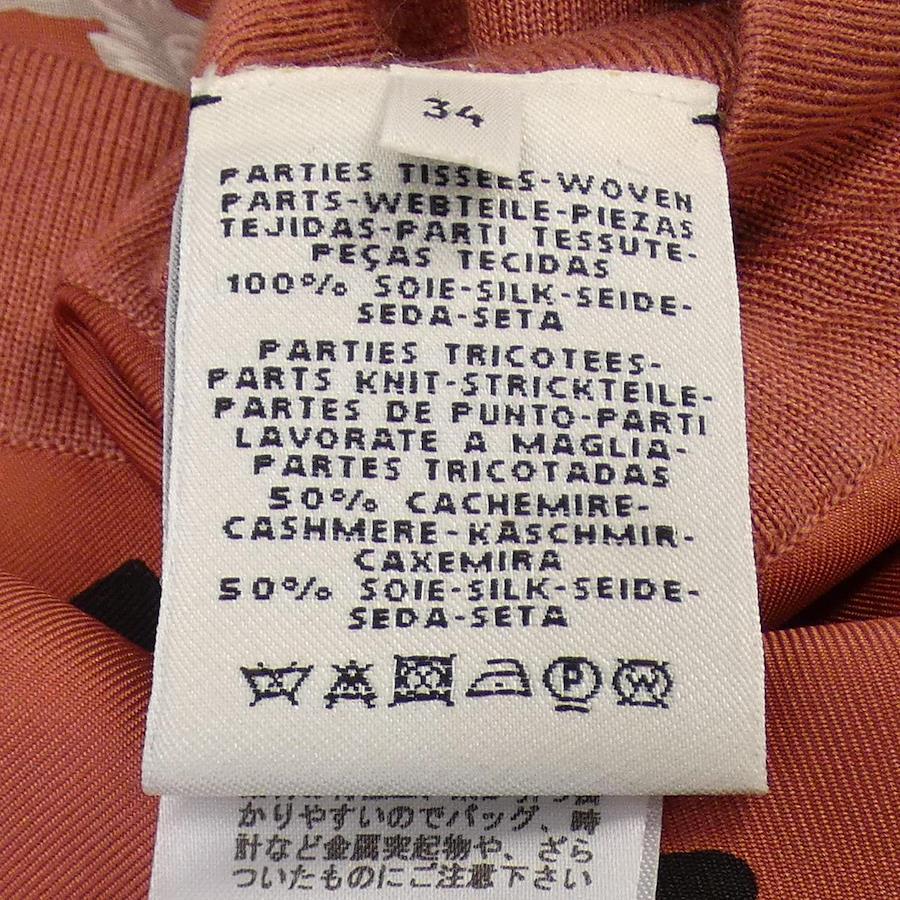 34
PARTIES TISSEES-WOVEN
PARTS-WEBTEILE-PIEZAS
TEJIDAS-PARTI TESSUTE-
PEÇAS TECIDAS
100% SOIE-SILK-SEIDE-
SEDA-SETA
PARTIES TRICOTEES-
PARTS KNIT-STRICKTEILE-
PARTES DE PUNTO-PARTI
LAVORATE A MAGLIA-
PARTES TRICOTADAS
50% CACHEMIRE-
CASHMERE-KASCHMIR-
CAXEMIRA
50% SOIE-SILK-SEIDE-
SEDA-SETA
P W
かりやすいのでバッグ、時
計など金属突起物や、ざら
ついたものにご注意下さい